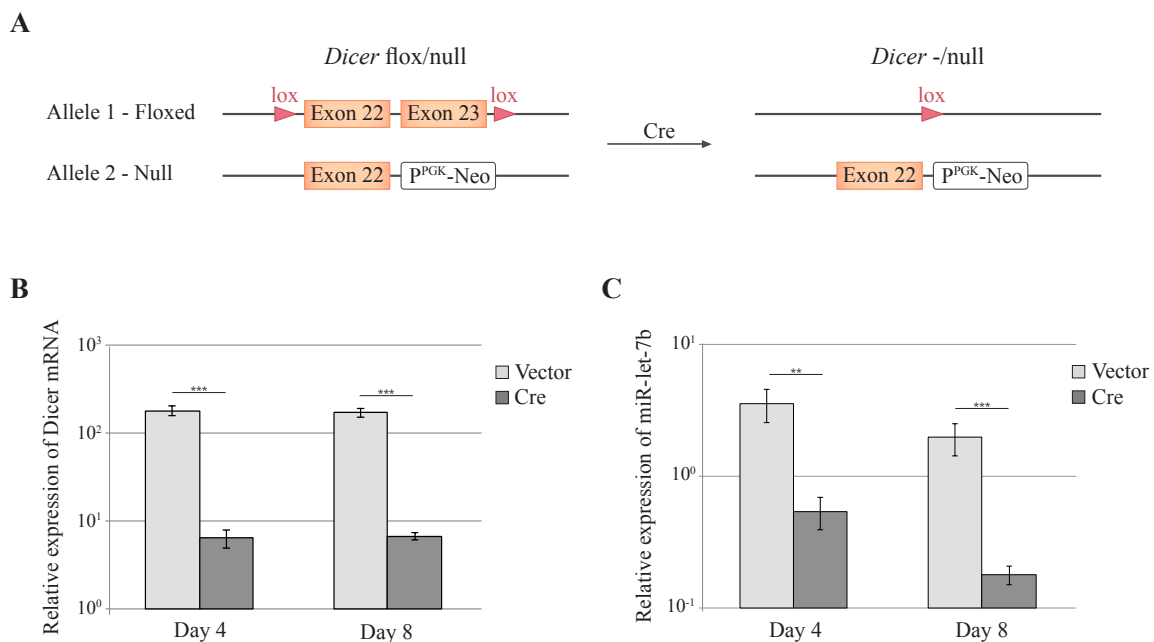 A
Dicer flox/null
Dicer -/null
lox
lox
lox
Allele 1 - Floxed
Exon 22
Exon 23
Cre
Allele 2 - Null
Exon 22
Pᴾᴳᴷ-Neo
Exon 22
Pᴾᴳᴷ-Neo
B
Relative expression of Dicer mRNA
10³
10²
10¹
10⁰
***
***
Vector
Cre
Day 4
Day 8
C
Relative expression of miR-let-7b
10¹
10⁰
10⁻¹
**
***
Vector
Cre
Day 4
Day 8